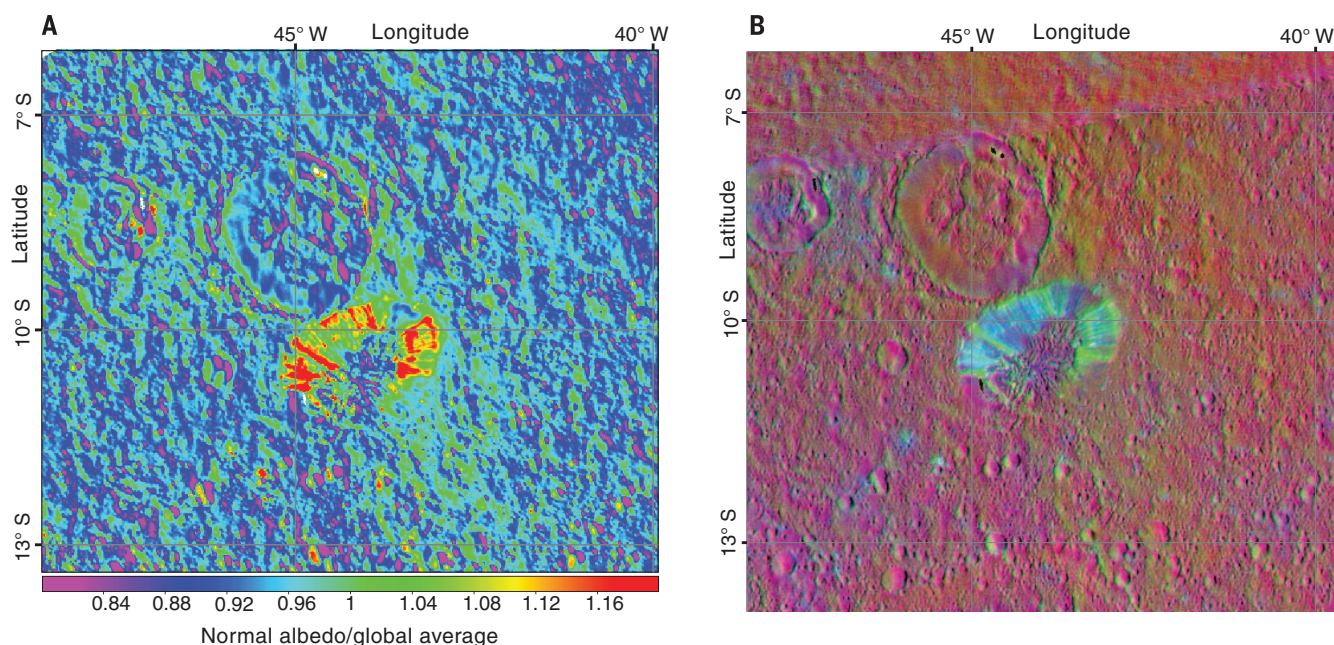 A
45° W
Longitude
40° W
7° S
Latitude
10° S
13° S
0.84 0.88 0.92 0.96 1 1.04 1.08 1.12 1.16
Normal albedo/global average
B
45° W
Longitude
40° W
7° S
Latitude
10° S
13° S